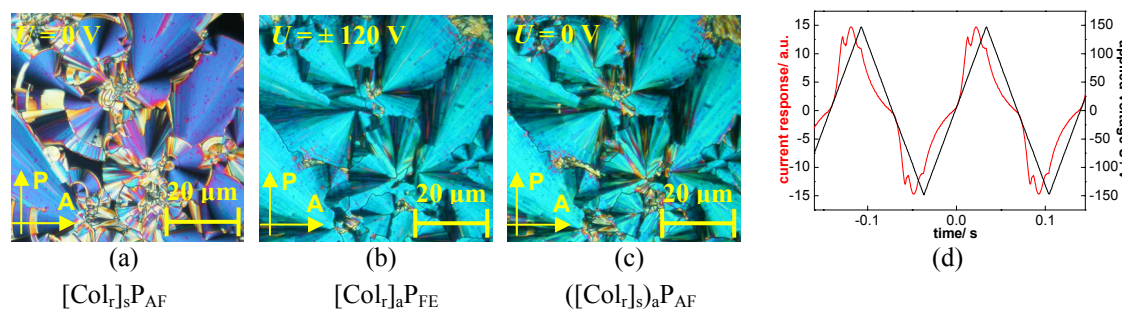 U = 0 V
P
A
20 µm
(a)
[Colr]sPAF
U = ± 120 V
P
A
20 µm
(b)
[Colr]aPFE
U = 0 V
P
A
20 µm
(c)
([Colr]s)aPAF
current response/ a.u.
15
10
5
0
-5
-10
-15
150
100
50
0
-50
-100
-150
-0.1
0.0
0.1
time/ s
(d)